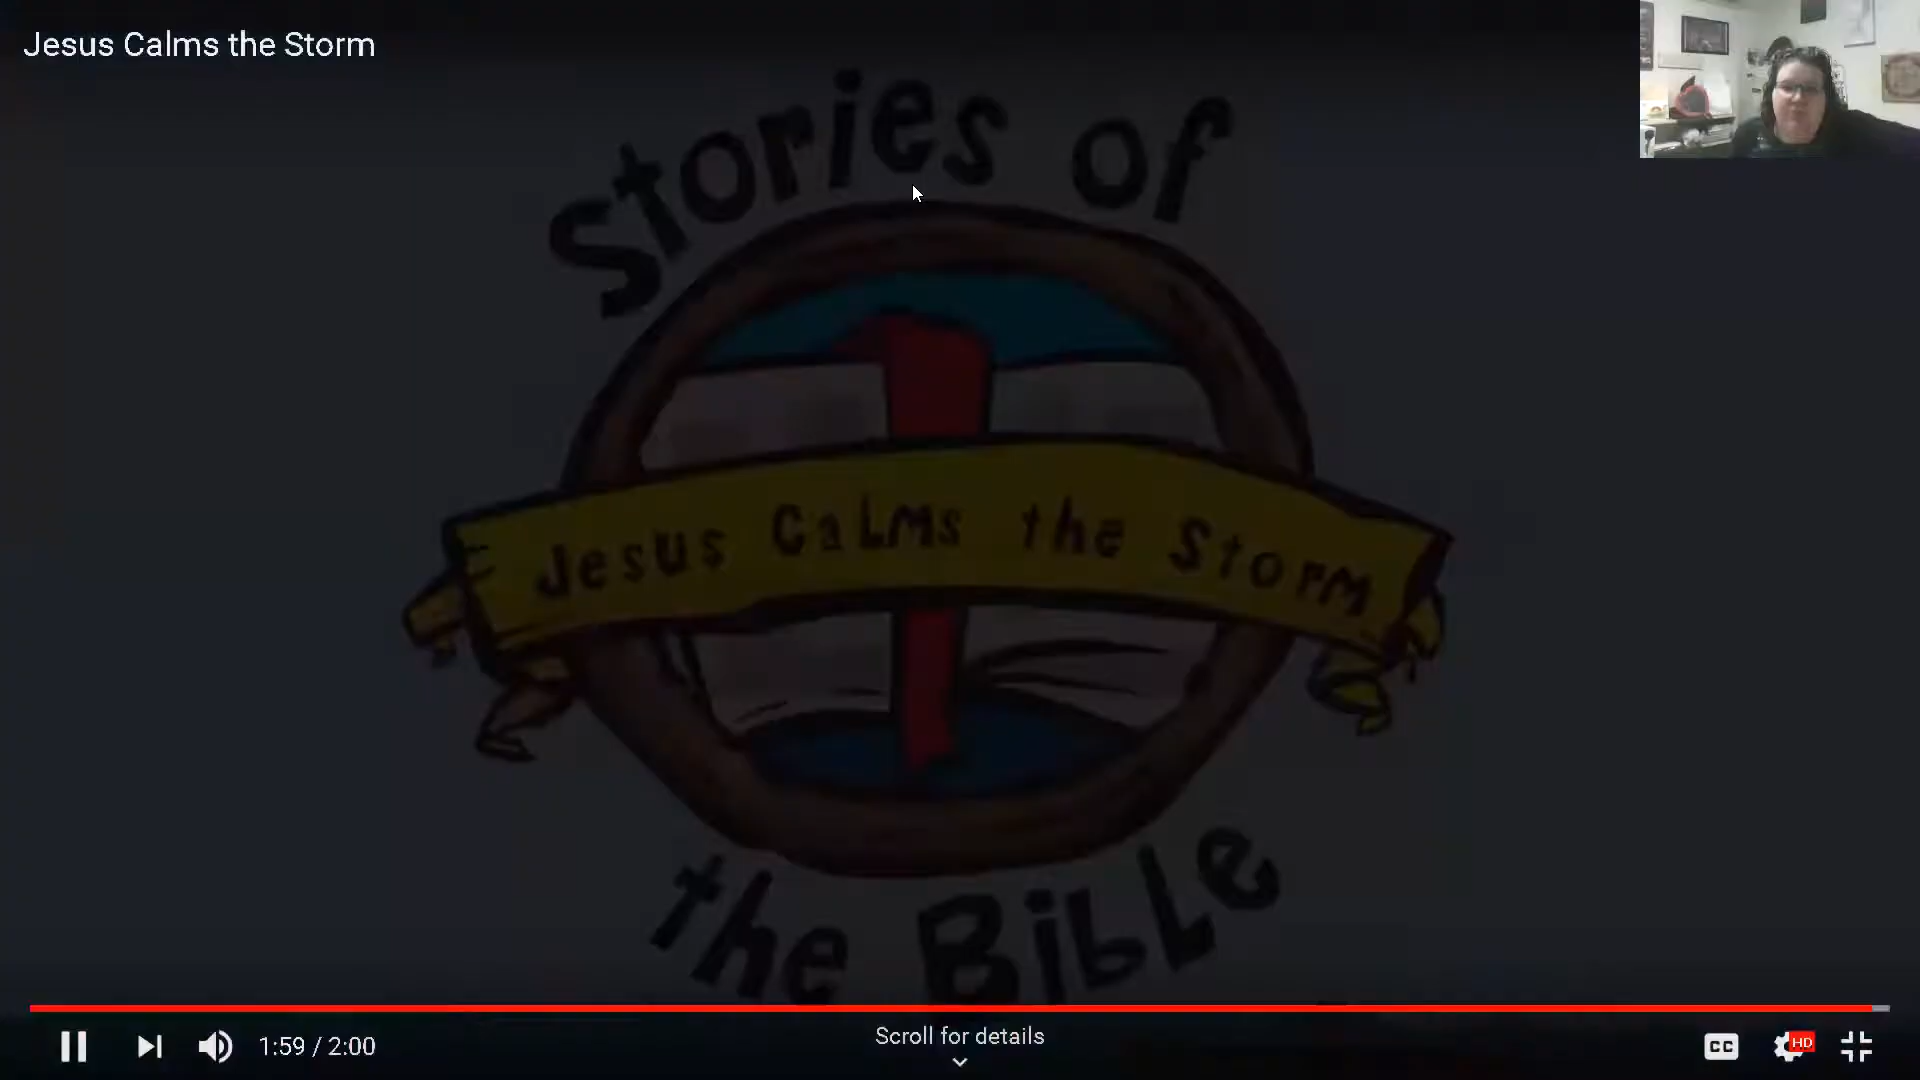 Jesus Calms the Storm
Stories of
Jesus Calms the Storm
the Bible
1:59 / 2:00
Scroll for details
CC
HD